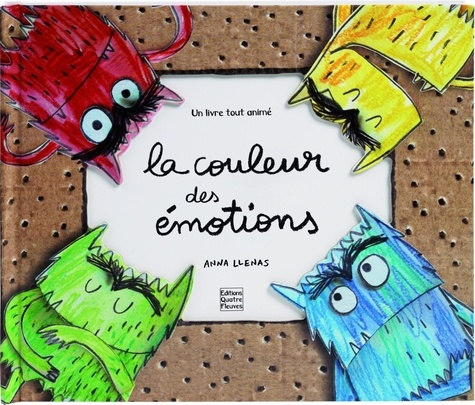 Un livre tout animé
la couleur
des
émotions
ANNA LLENAS
Editions
Quatre
Fleuves